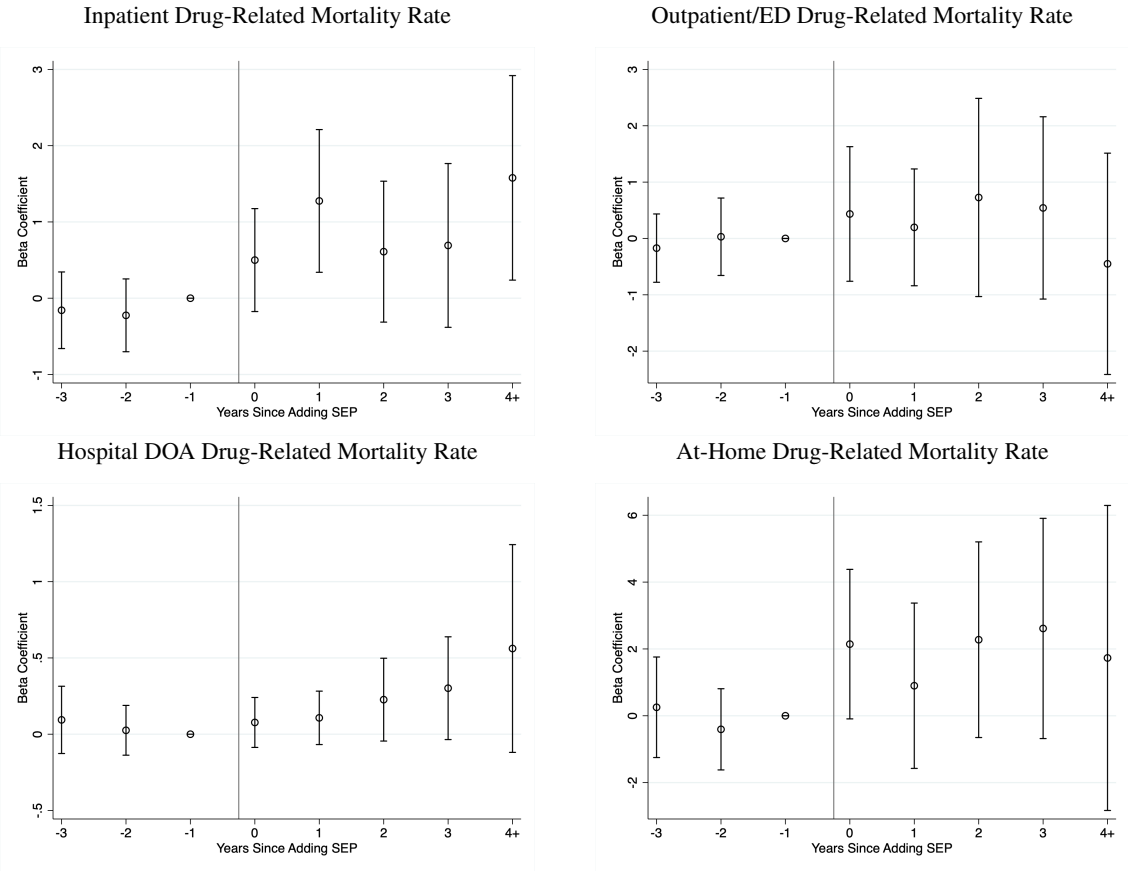 Inpatient Drug-Related Mortality Rate
3
2
1
0
-1
Beta Coefficient
-3 -2 -1 0 1 2 3 4+
Years Since Adding SEP
Outpatient/ED Drug-Related Mortality Rate
3
2
1
0
-1
-2
Beta Coefficient
-3 -2 -1 0 1 2 3 4+
Years Since Adding SEP
Hospital DOA Drug-Related Mortality Rate
1.5
1
.5
0
-.5
Beta Coefficient
-3 -2 -1 0 1 2 3 4+
Years Since Adding SEP
At-Home Drug-Related Mortality Rate
6
4
2
0
-2
Beta Coefficient
-3 -2 -1 0 1 2 3 4+
Years Since Adding SEP